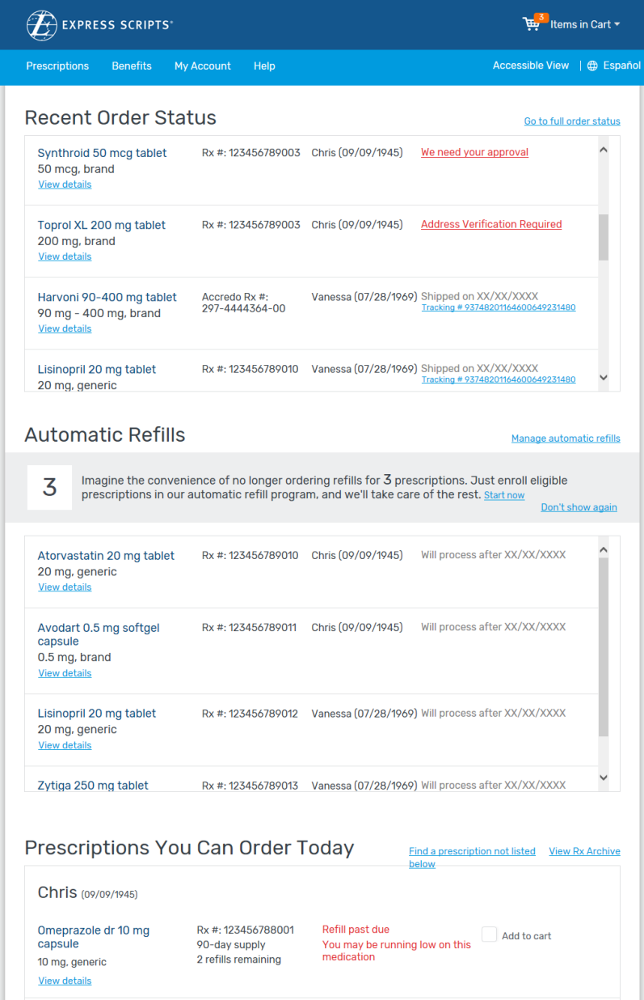 EXPRESS SCRIPTS®
3
Items in Cart
Prescriptions Benefits My Account Help Accessible View | Español
Recent Order Status
Go to full order status
Synthroid 50 mcg tablet Rx #: 123456789003 Chris (09/09/1945) We need your approval
50 mcg, brand
View details
Toprol XL 200 mg tablet Rx #: 123456789003 Chris (09/09/1945) Address Verification Required
200 mg, brand
View details
Harvoni 90-400 mg tablet Accredo Rx #: Vanessa (07/28/1969) Shipped on XX/XX/XXXX
90 mg - 400 mg, brand 297-4444364-00 Tracking # 93748201164600649231480
View details
Lisinopril 20 mg tablet Rx #: 123456789010 Vanessa (07/28/1969) Shipped on XX/XX/XXXX
20 mg, generic Tracking # 93748201164600649231480
Automatic Refills
Manage automatic refills
3
Imagine the convenience of no longer ordering refills for 3 prescriptions. Just enroll eligible
prescriptions in our automatic refill program, and we'll take care of the rest. Start now
Don't show again
Atorvastatin 20 mg tablet Rx #: 123456789010 Chris (09/09/1945) Will process after XX/XX/XXXX
20 mg, generic
View details
Avodart 0.5 mg softgel Rx #: 123456789011 Chris (09/09/1945) Will process after XX/XX/XXXX
capsule
0.5 mg, brand
View details
Lisinopril 20 mg tablet Rx #: 123456789012 Vanessa (07/28/1969) Will process after XX/XX/XXXX
20 mg, generic
View details
Zytiga 250 mg tablet Rx #: 123456789013 Vanessa (07/28/1969) Will process after XX/XX/XXXX
Prescriptions You Can Order Today
Find a prescription not listed View Rx Archive
below
Chris (09/09/1945)
Omeprazole dr 10 mg Rx #: 123456788001 Refill past due
capsule 90-day supply You may be running low on this Add to cart
10 mg, generic 2 refills remaining medication
View details